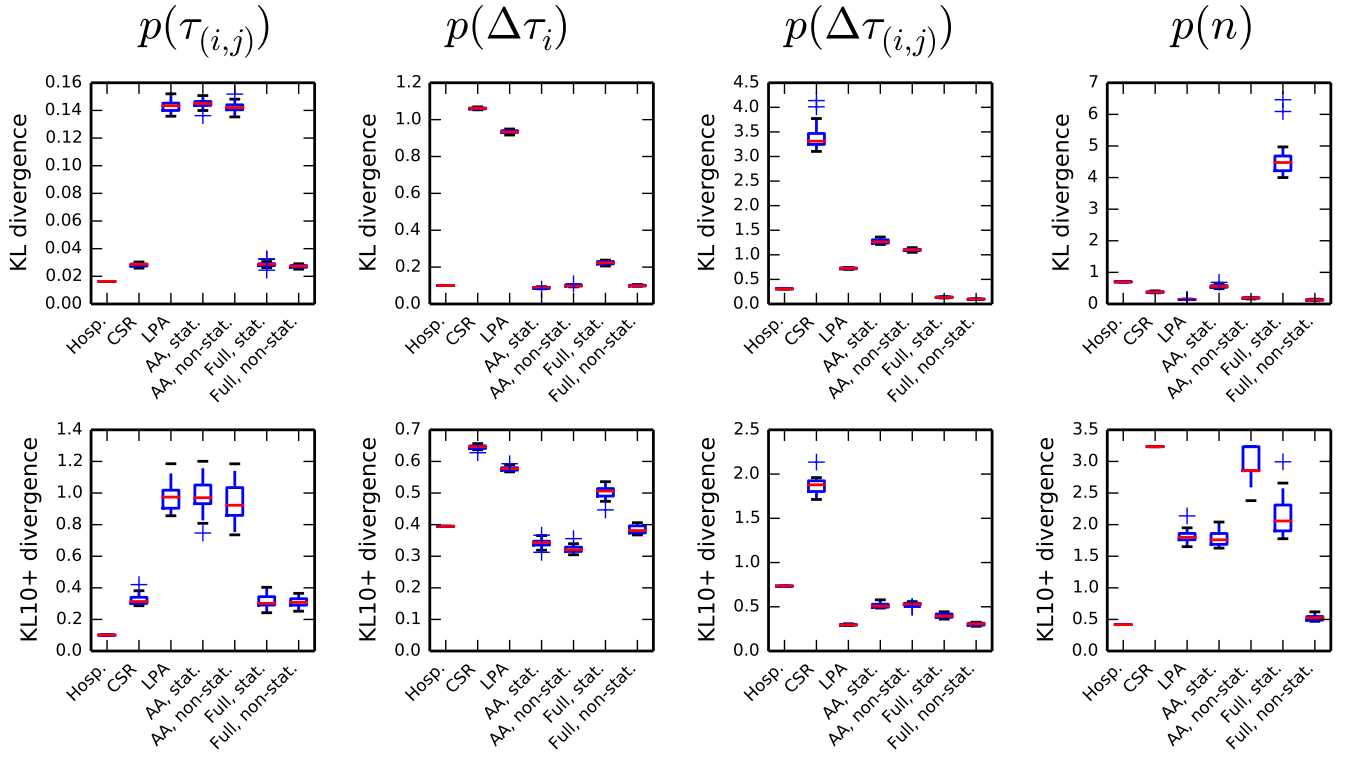 p(τ(i,j)) p(Δτi) p(Δτ(i,j)) p(n)
KL divergence
0.16
0.14
0.12
0.10
0.08
0.06
0.04
0.02
0.00
Hosp.
CSR
LPA
AA, stat.
AA, non-stat.
Full, stat.
Full, non-stat.
KL divergence
1.2
1.0
0.8
0.6
0.4
0.2
0.0
Hosp.
CSR
LPA
AA, stat.
AA, non-stat.
Full, stat.
Full, non-stat.
KL divergence
4.5
4.0
3.5
3.0
2.5
2.0
1.5
1.0
0.5
0.0
Hosp.
CSR
LPA
AA, stat.
AA, non-stat.
Full, stat.
Full, non-stat.
KL divergence
7
6
5
4
3
2
1
0
Hosp.
CSR
LPA
AA, stat.
AA, non-stat.
Full, stat.
Full, non-stat.
KL10+ divergence
1.4
1.2
1.0
0.8
0.6
0.4
0.2
0.0
Hosp.
CSR
LPA
AA, stat.
AA, non-stat.
Full, stat.
Full, non-stat.
KL10+ divergence
0.7
0.6
0.5
0.4
0.3
0.2
0.1
0.0
Hosp.
CSR
LPA
AA, stat.
AA, non-stat.
Full, stat.
Full, non-stat.
KL10+ divergence
2.5
2.0
1.5
1.0
0.5
0.0
Hosp.
CSR
LPA
AA, stat.
AA, non-stat.
Full, stat.
Full, non-stat.
KL10+ divergence
3.5
3.0
2.5
2.0
1.5
1.0
0.5
0.0
Hosp.
CSR
LPA
AA, stat.
AA, non-stat.
Full, stat.
Full, non-stat.